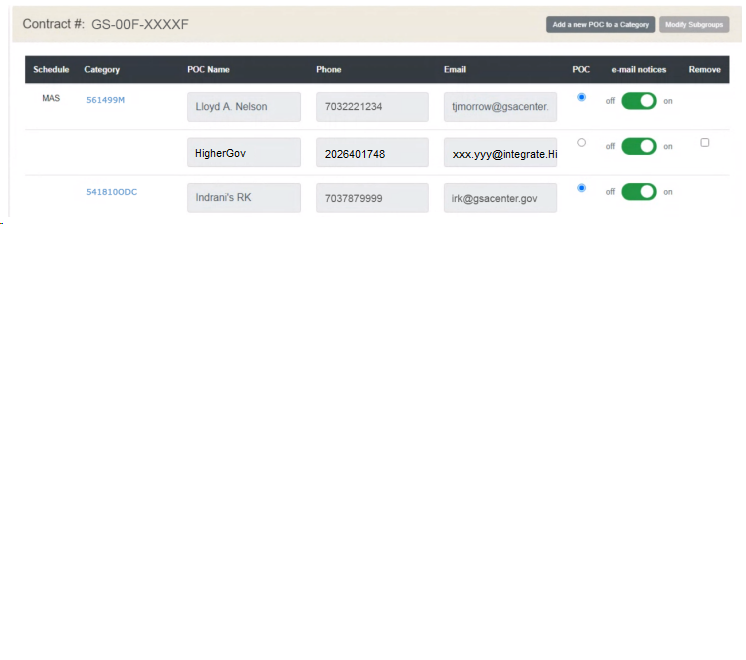 Contract #: GS-00F-XXXXF
Add a new POC to a Category Modify Subgroups
Schedule Category POC Name Phone Email POC e-mail notices Remove
MAS 561499M Lloyd A. Nelson 7032221234 tjmorrow@gsacenter. off on
HigherGov 2026401748 xxx.yyy@integrate.Hi off on
541810ODC Indrani's RK 7037879999 irk@gsacenter.gov off on